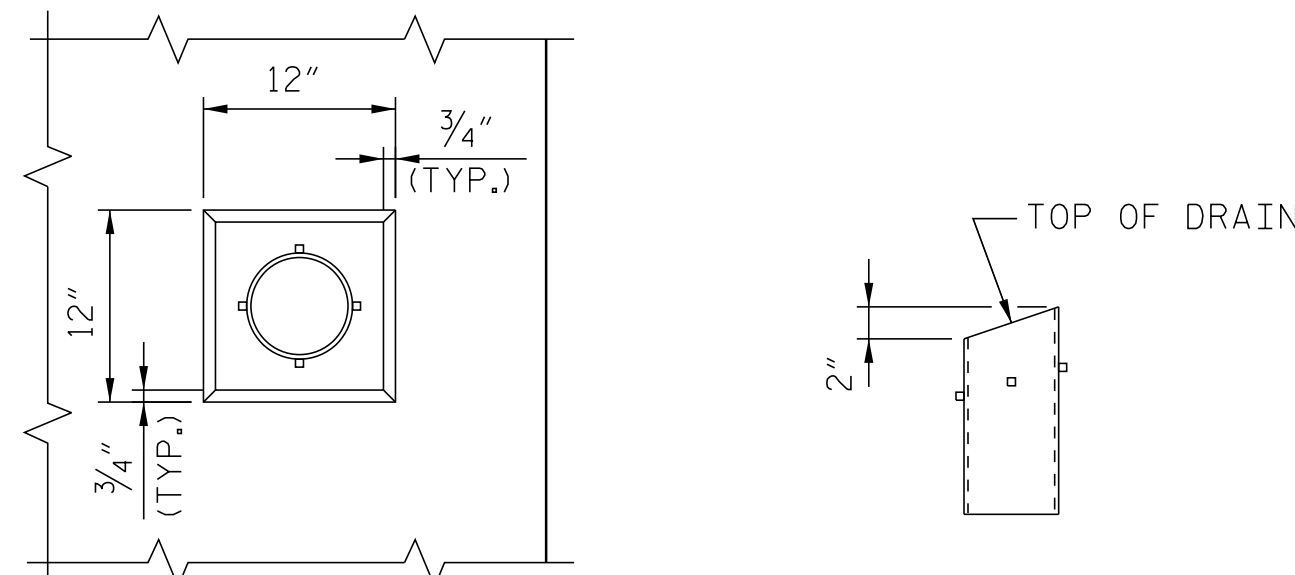 12"
3/4"
(TYP.)
12"
3/4"
(TYP.)
TOP OF DRAIN
2"